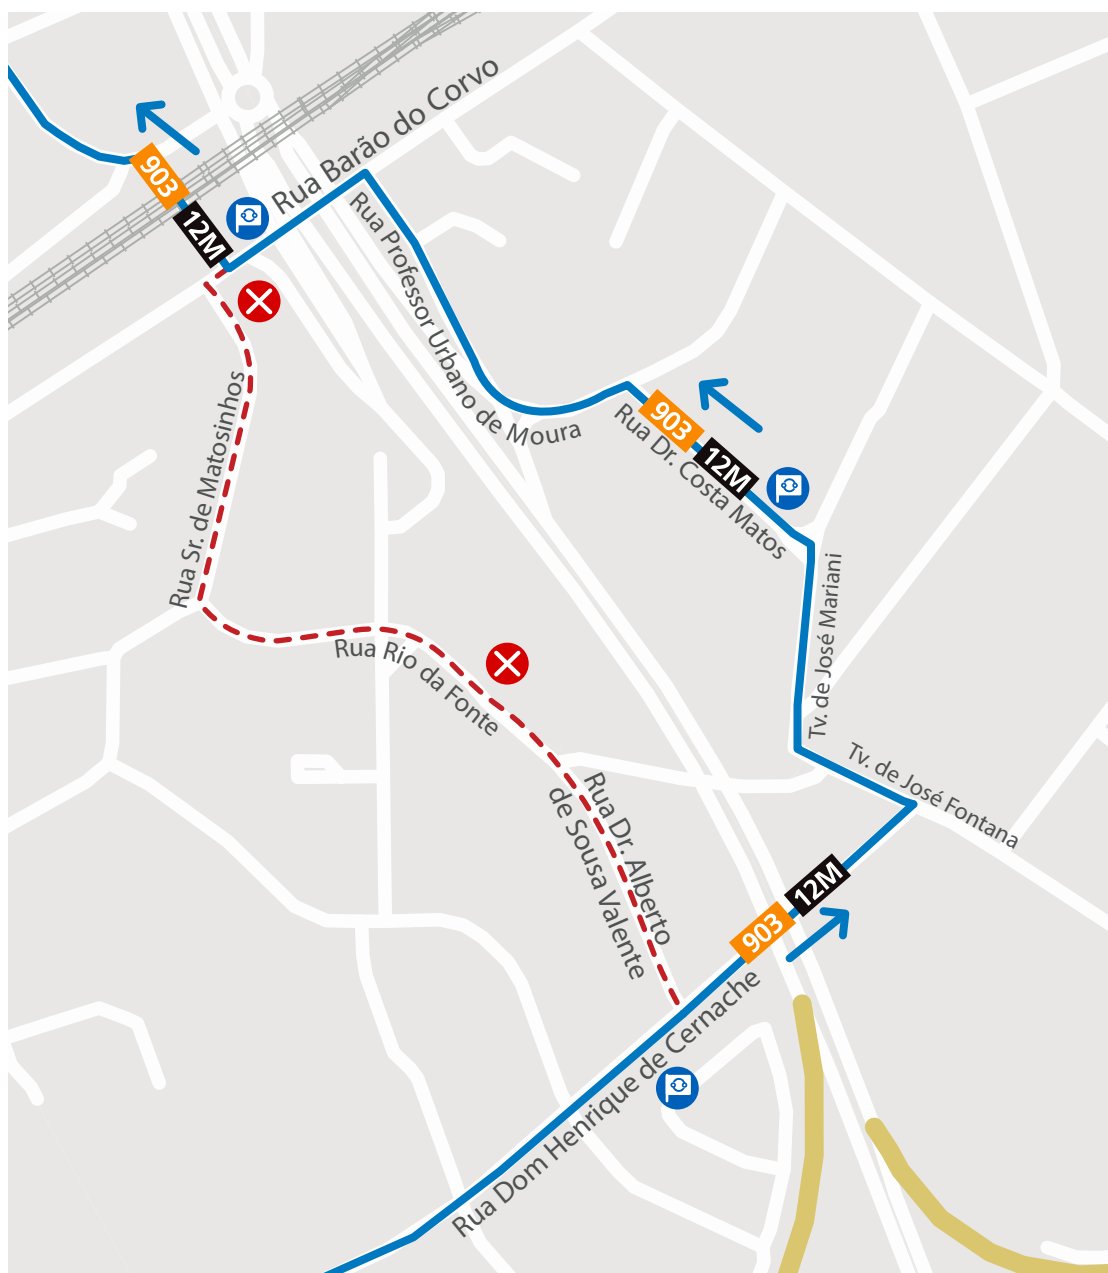 Rua Barão do Corvo
903
12M
Rua Professor Urbano de Moura
903
12M
Rua Dr. Costa Matos
Rua Sr. de Matosinhos
Tv. de José Mariani
Rua Rio da Fonte
Tv. de José Fontana
Rua Dr. Alberto
de Sousa Valente
12M
903
Rua Dom Henrique de Cernache